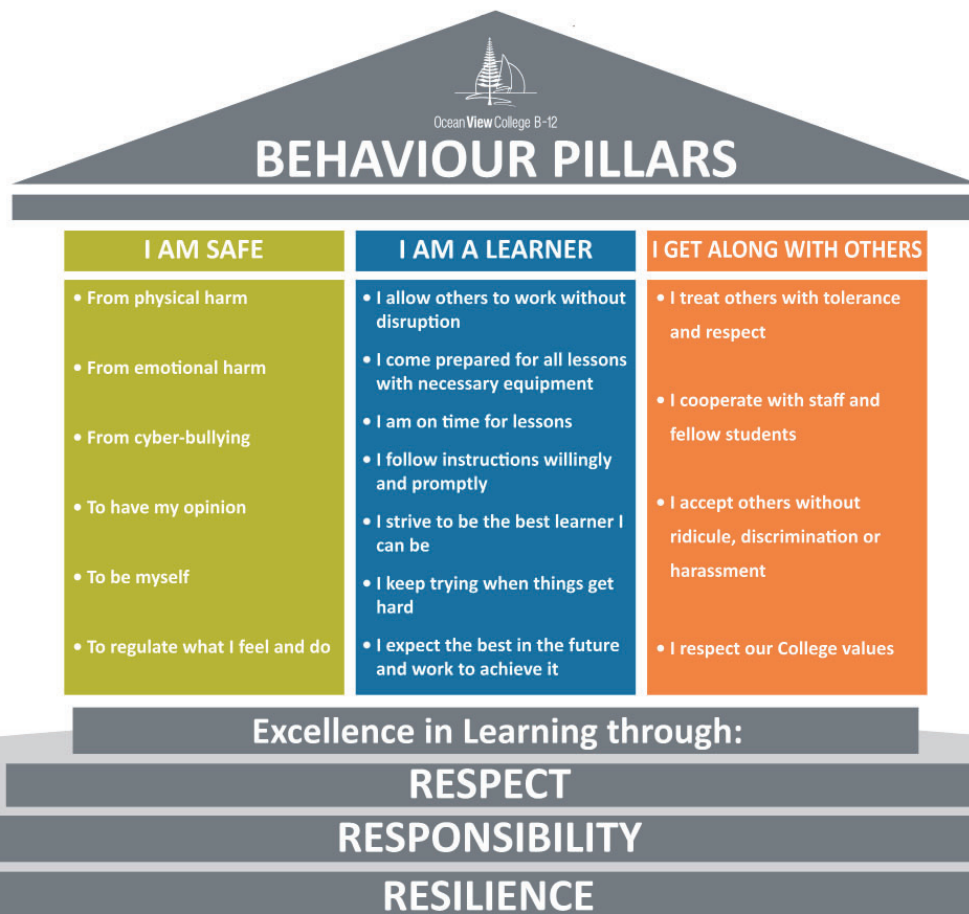 Ocean View College B-12
BEHAVIOUR PILLARS
I AM SAFE
• From physical harm
• From emotional harm
• From cyber-bullying
• To have my opinion
• To be myself
• To regulate what I feel and do
I AM A LEARNER
• I allow others to work without
disruption
• I come prepared for all lessons
with necessary equipment
• I am on time for lessons
• I follow instructions willingly
and promptly
• I strive to be the best learner I
can be
• I keep trying when things get
hard
• I expect the best in the future
and work to achieve it
I GET ALONG WITH OTHERS
• I treat others with tolerance
and respect
• I cooperate with staff and
fellow students
• I accept others without
ridicule, discrimination or
harassment
• I respect our College values
Excellence in Learning through:
RESPECT
RESPONSIBILITY
RESILIENCE